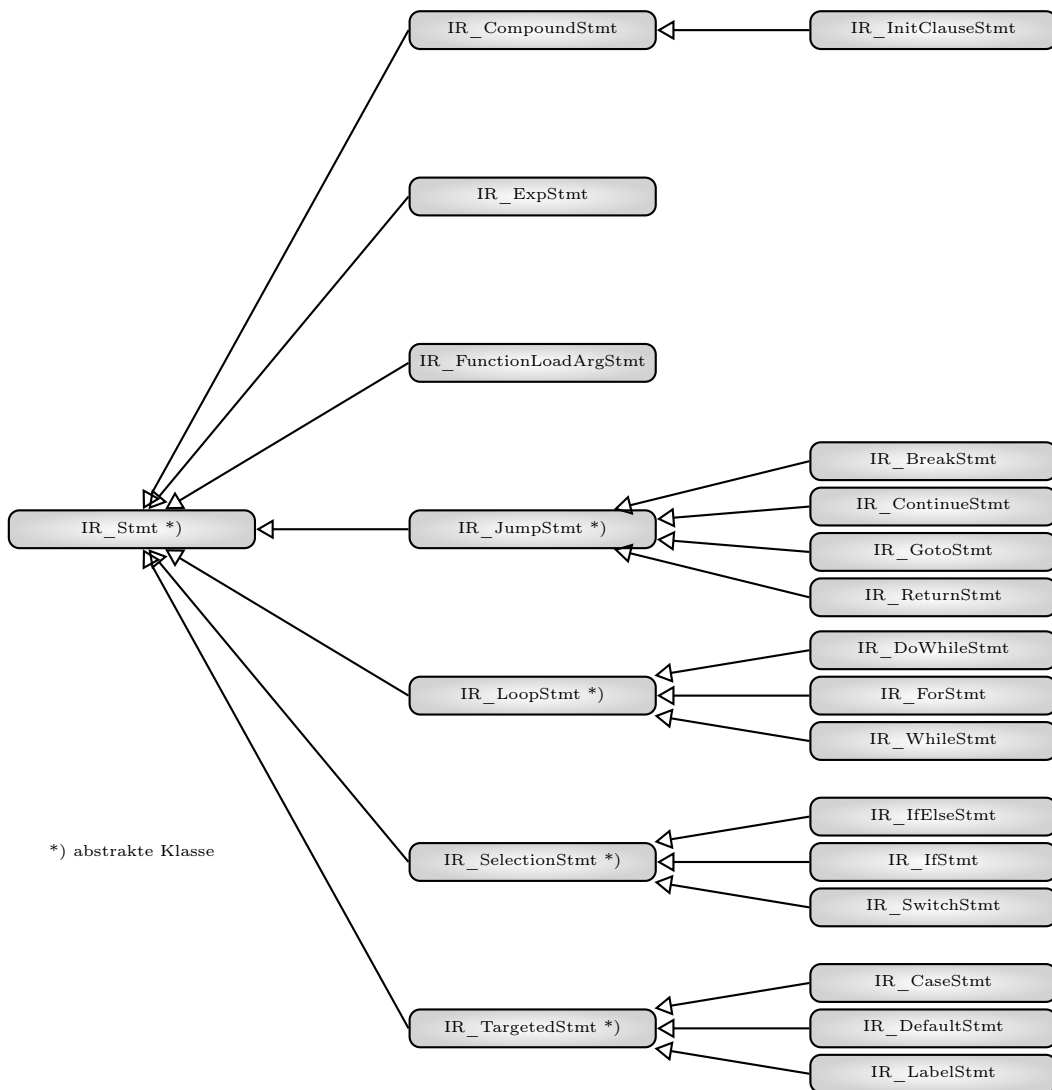 IR_CompoundStmt
IR_InitClauseStmt
IR_ExpStmt
IR_FunctionLoadArgStmt
IR_BreakStmt
IR_ContinueStmt
IR_Stmt *)
IR_JumpStmt *)
IR_GotoStmt
IR_ReturnStmt
IR_DoWhileStmt
IR_LoopStmt *)
IR_ForStmt
IR_WhileStmt
IR_IfElseStmt
*) abstrakte Klasse
IR_SelectionStmt *)
IR_IfStmt
IR_SwitchStmt
IR_CaseStmt
IR_TargetedStmt *)
IR_DefaultStmt
IR_LabelStmt